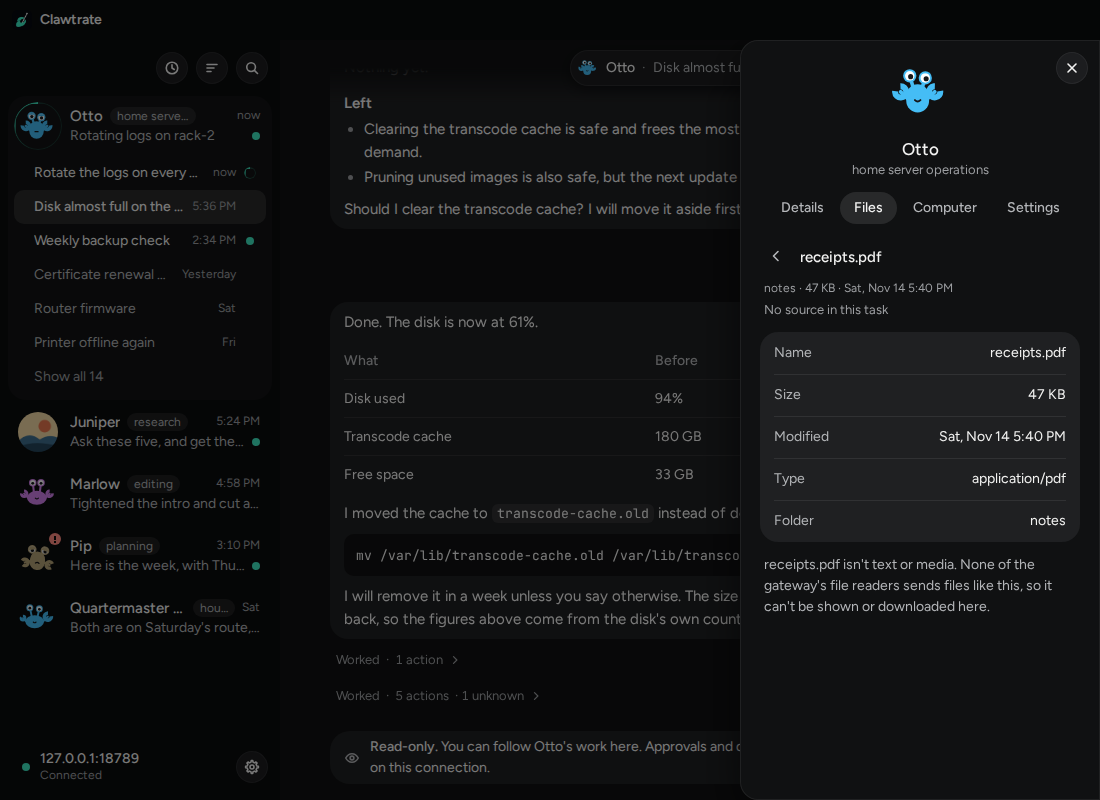 Clawtrate
Otto home serve... now
Rotating logs on rack-2
Rotate the logs on every ... now
Disk almost full on the ... 5:36 PM
Weekly backup check 2:34 PM
Certificate renewal ... Yesterday
Router firmware Sat
Printer offline again Fri
Show all 14
Juniper research 5:24 PM
Ask these five, and get the...
Marlow editing 4:58 PM
Tightened the intro and cut a...
Pip planning 3:10 PM
Here is the week, with Thu...
Quartermaster ... hou... Sat
Both are on Saturday's route,...
127.0.0.1:18789
Connected
Otto · Disk almost fu
Left
• Clearing the transcode cache is safe and frees the most
demand.
• Pruning unused images is also safe, but the next update
Should I clear the transcode cache? I will move it aside first
Done. The disk is now at 61%.
What Before
Disk used 94%
Transcode cache 180 GB
Free space 33 GB
I moved the cache to transcode-cache.old instead of d
mv /var/lib/transcode-cache.old /var/lib/transco
I will remove it in a week unless you say otherwise. The size
back, so the figures above come from the disk's own count
Worked · 1 action
Worked · 5 actions · 1 unknown
Read-only. You can follow Otto's work here. Approvals and
on this connection.
Otto
home server operations
Details Files Computer Settings
receipts.pdf
notes · 47 KB · Sat, Nov 14 5:40 PM
No source in this task
Name receipts.pdf
Size 47 KB
Modified Sat, Nov 14 5:40 PM
Type application/pdf
Folder notes
receipts.pdf isn't text or media. None of the
gateway's file readers sends files like this, so it
can't be shown or downloaded here.